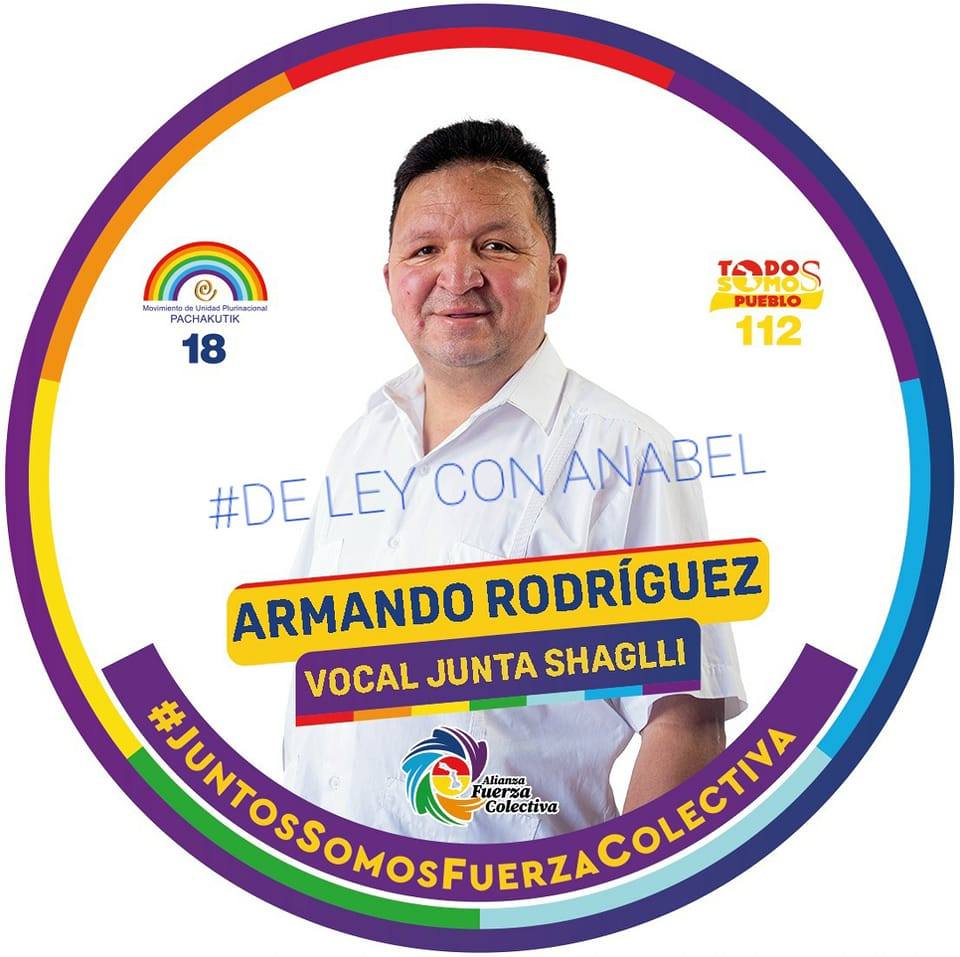 Movimiento de Unidad Plurinacional
PACHAKUTIK
18
TODOS
SOMOS
PUEBLO
112
#DE LEY CON ANABEL
ARMANDO RODRÍGUEZ
VOCAL JUNTA SHAGLLI
Alianza
Fuerza
Colectiva
#JUNTOSSOMOSFUERZACOLECTIVA